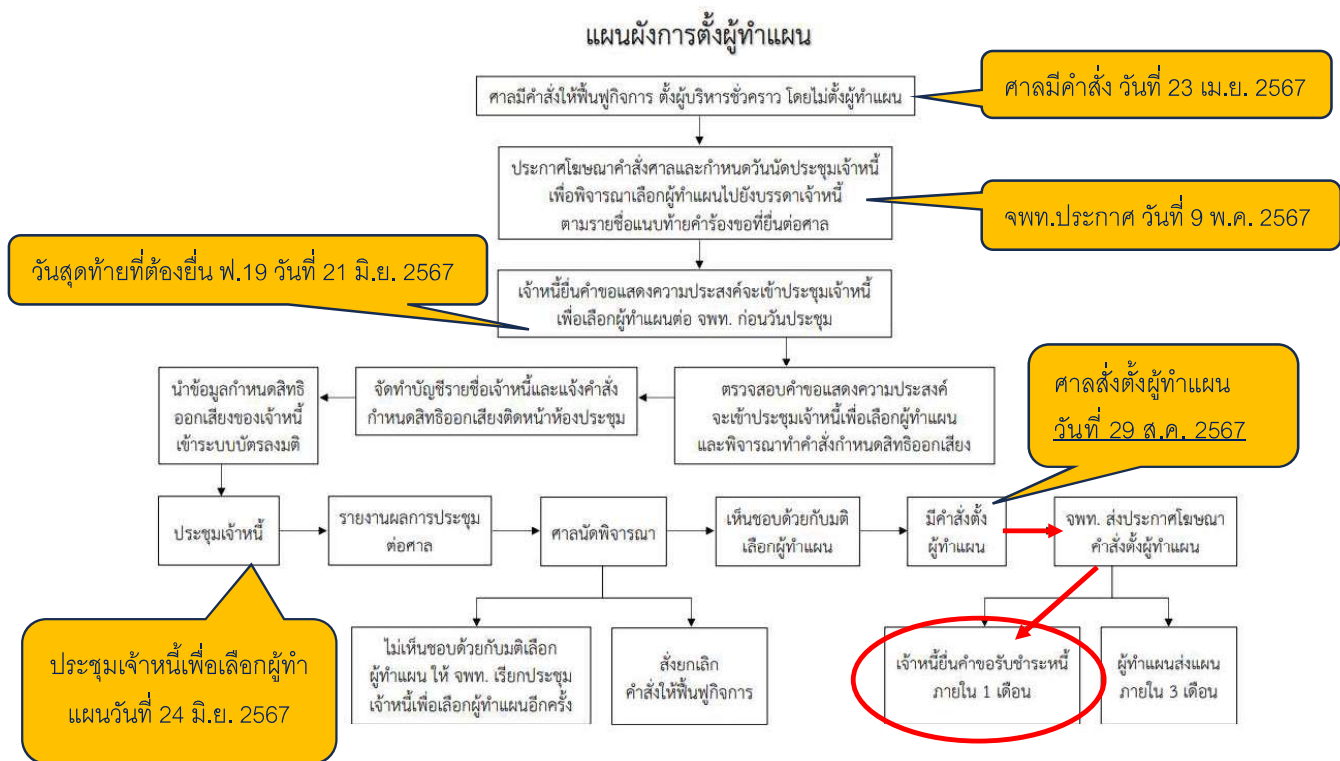 แผนผังการตั้งผู้ทำแผน
ศาลมีคำสั่งให้ฟื้นฟูกิจการ ตั้งผู้บริหารชั่วคราว โดยไม่ตั้งผู้ทำแผน
ศาลมีคำสั่ง วันที่ 23 เม.ย. 2567
ประกาศโฆษณาคำสั่งศาลและกำหนดวันนัดประชุมเจ้าหนี้
เพื่อพิจารณาเลือกผู้ทำแผนไปยังบรรดาเจ้าหนี้
ตามรายชื่อแนบท้ายคำร้องขอที่ยื่นต่อศาล
จพท.ประกาศ วันที่ 9 พ.ค. 2567
วันสุดท้ายที่ต้องยื่น ฟ.19 วันที่ 21 มิ.ย. 2567
เจ้าหนี้ยื่นคำขอแสดงความประสงค์จะเข้าประชุมเจ้าหนี้
เพื่อเลือกผู้ทำแผนต่อ จพท. ก่อนวันประชุม
นำข้อมูลกำหนดสิทธิ
ออกเสียงของเจ้าหนี้
เข้าระบบบัตรลงมติ
จัดทำบัญชีรายชื่อเจ้าหนี้และแจ้งคำสั่ง
กำหนดสิทธิออกเสียงติดหน้าห้องประชุม
ตรวจสอบคำขอแสดงความประสงค์
จะเข้าประชุมเจ้าหนี้เพื่อเลือกผู้ทำแผน
และพิจารณาทำคำสั่งกำหนดสิทธิออกเสียง
ศาลสั่งตั้งผู้ทำแผน
วันที่ 29 ส.ค. 2567
ประชุมเจ้าหนี้
รายงานผลการประชุม
ต่อศาล
ศาลนัดพิจารณา
เห็นชอบด้วยกับมติ
เลือกผู้ทำแผน
มีคำสั่งตั้ง
ผู้ทำแผน
จพท. ส่งประกาศโฆษณา
คำสั่งตั้งผู้ทำแผน
ประชุมเจ้าหนี้เพื่อเลือกผู้ทำ
แผนวันที่ 24 มิ.ย. 2567
ไม่เห็นชอบด้วยกับมติเลือก
ผู้ทำแผน ให้ จพท. เรียกประชุม
เจ้าหนี้เพื่อเลือกผู้ทำแผนอีกครั้ง
สั่งยกเลิก
คำสั่งให้ฟื้นฟูกิจการ
เจ้าหนี้ยื่นคำขอรับชำระหนี้
ภายใน 1 เดือน
ผู้ทำแผนส่งแผน
ภายใน 3 เดือน